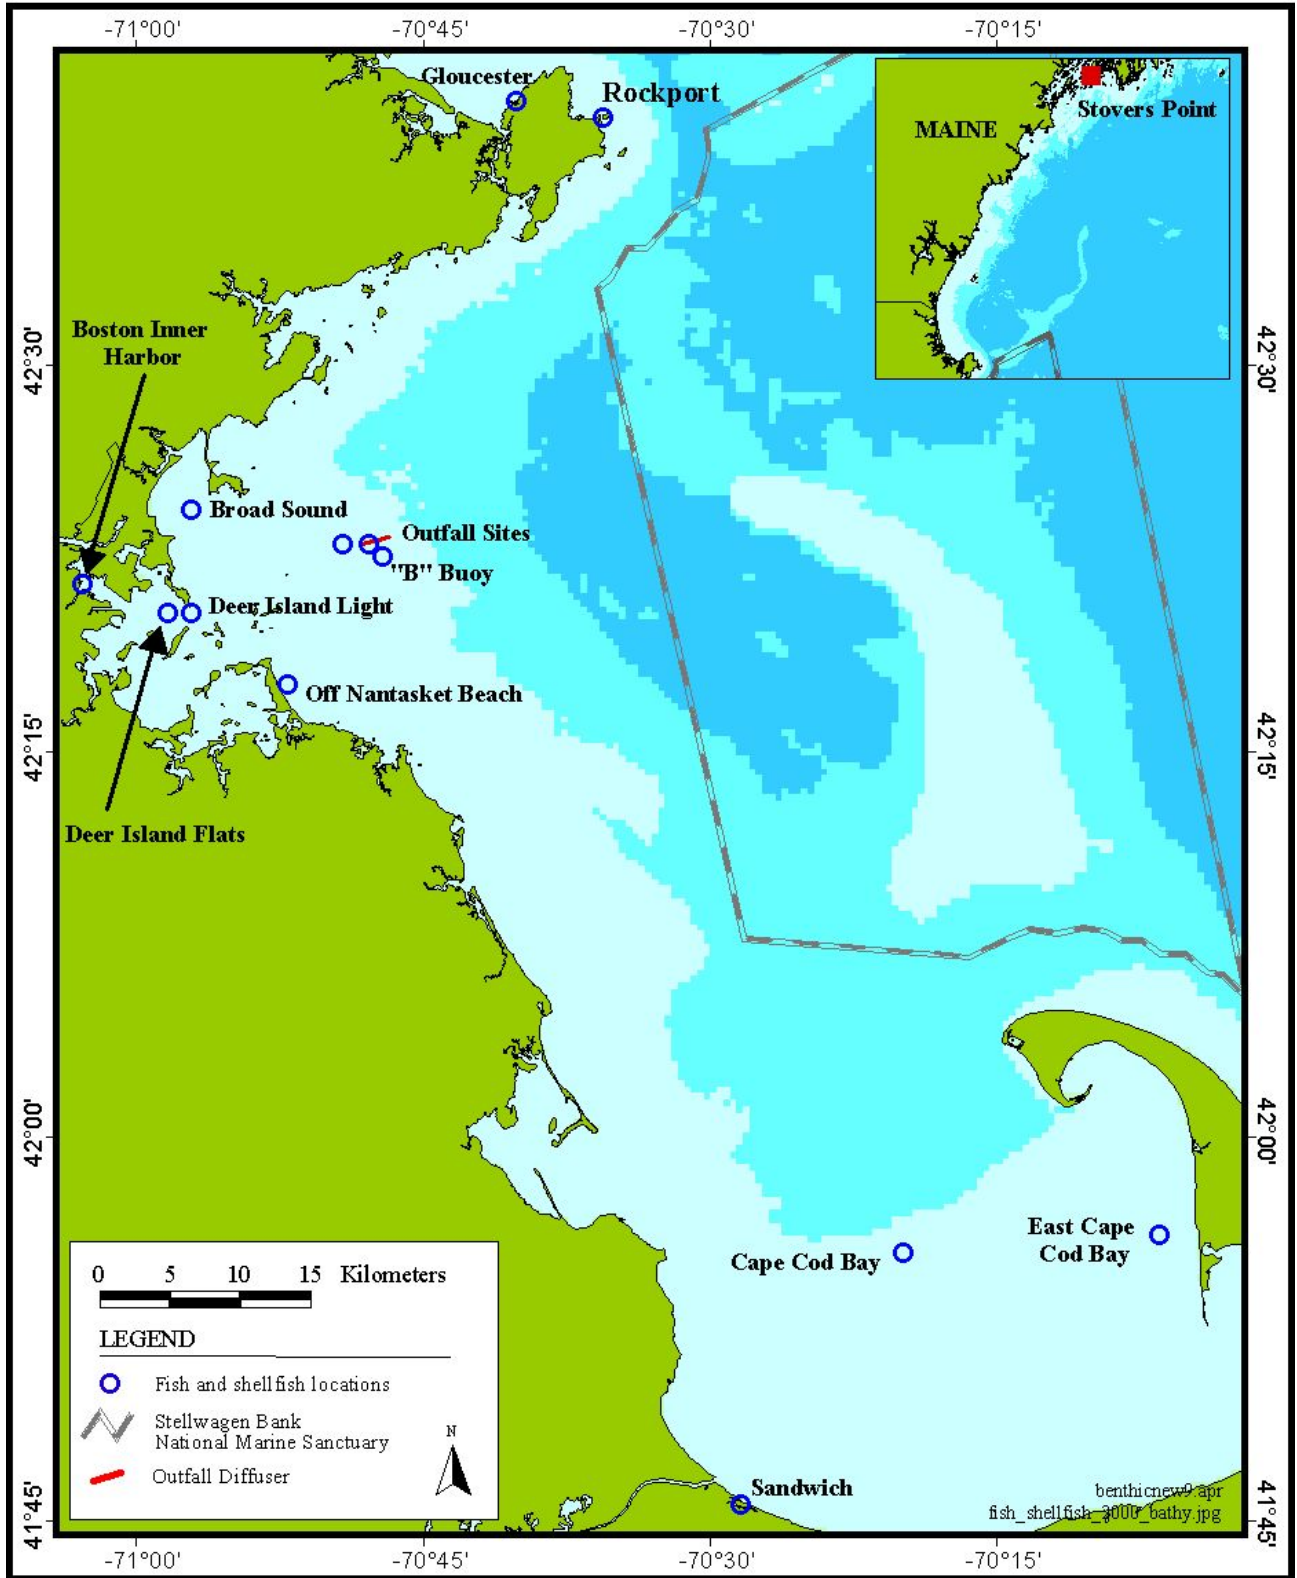 -71°00'
-70°45'
-70°30'
-70°15'
Gloucester
Rockport
Stovers Point
MAINE
42°30'
42°30'
Boston Inner
Harbor
Broad Sound
Outfall Sites
"B" Buoy
Deer Island Light
Off Nantasket Beach
42°15'
42°15'
Deer Island Flats
42°00'
42°00'
East Cape
Cod Bay
Cape Cod Bay
0 5 10 15 Kilometers
LEGEND
Fish and shellfish locations
Stellwagen Bank
National Marine Sanctuary
Outfall Diffuser
N
Sandwich
benthicnew9.apr
fish_shellfish_2000_bathy.jpg
41°45'
41°45'
-71°00'
-70°45'
-70°30'
-70°15'